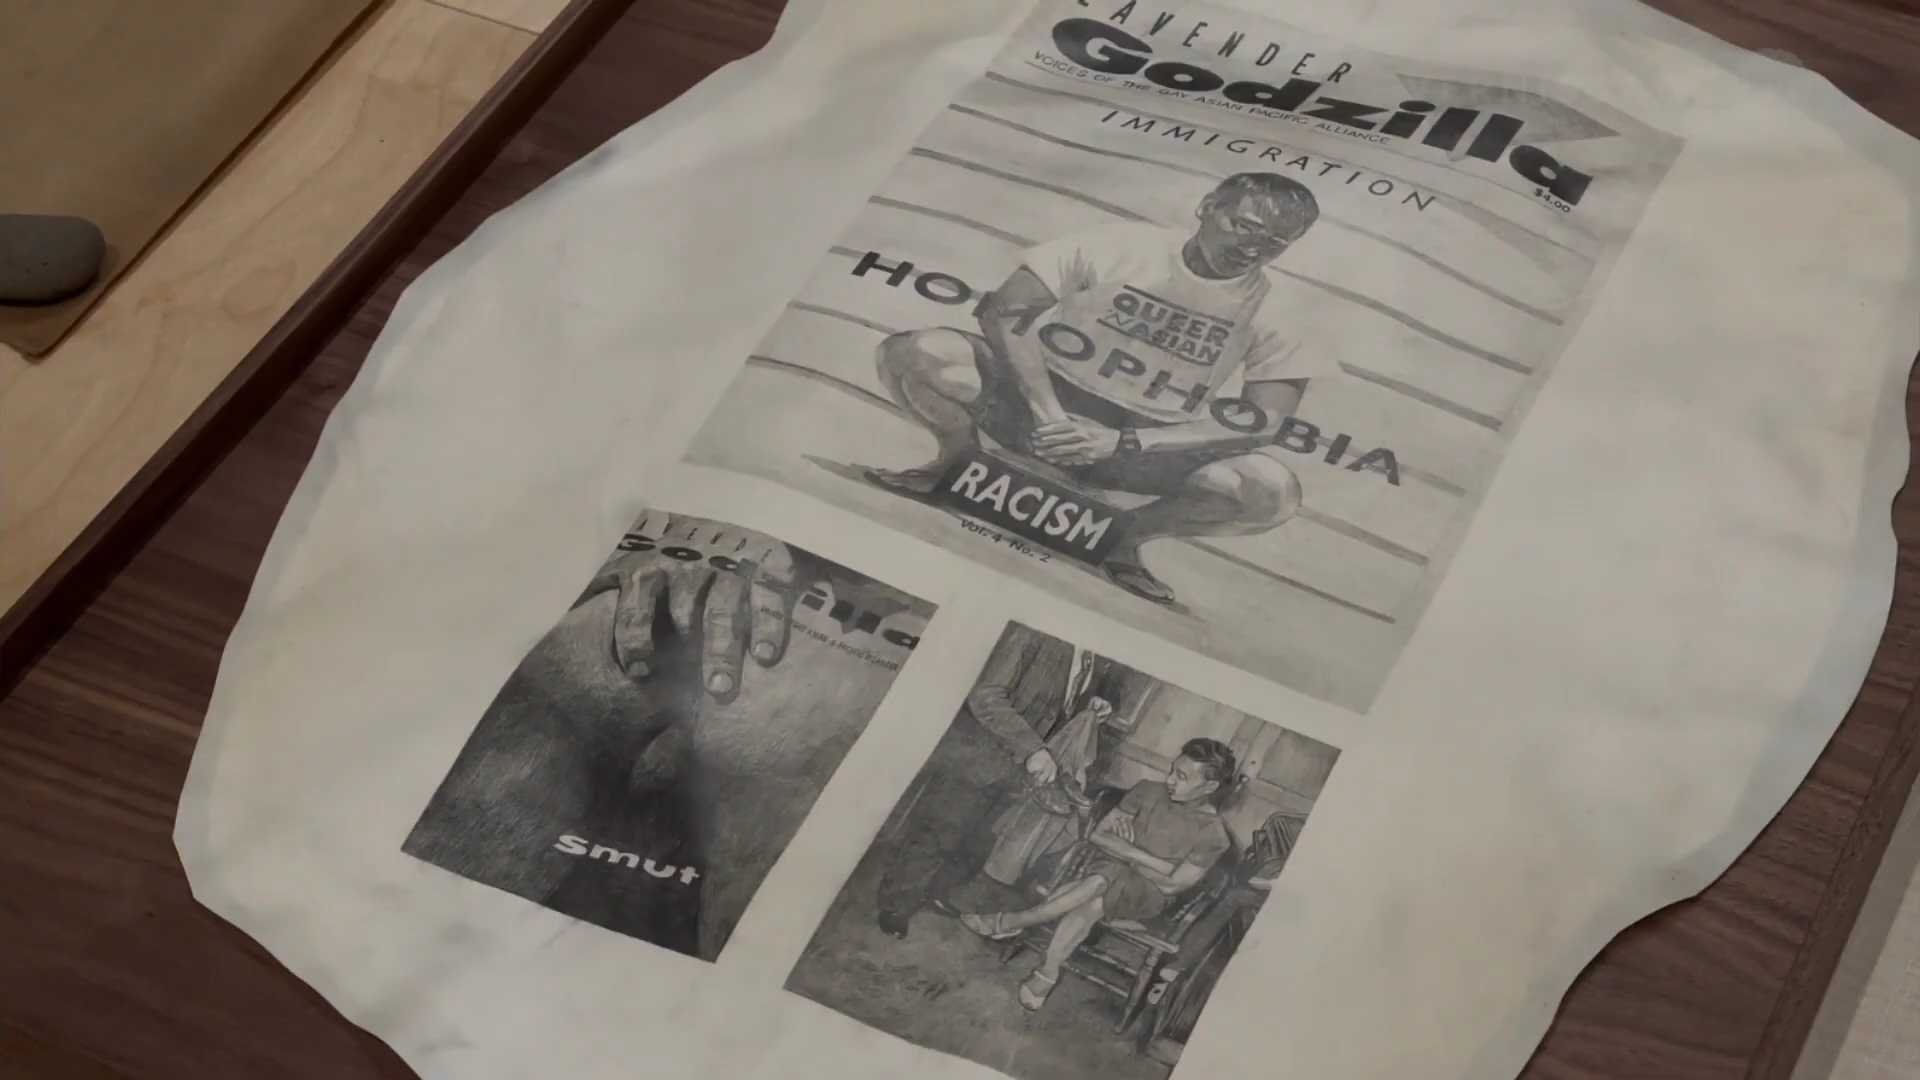 LAVENDER
Godzilla
VOICES OF THE GAY ASIAN PACIFIC ALLIANCE
$4.00
IMMIGRATION
HOMOPHOBIA
QUEER
'N ASIAN
RACISM
Vol. 4 No. 2
LAVENDE
Godzilla
Smut